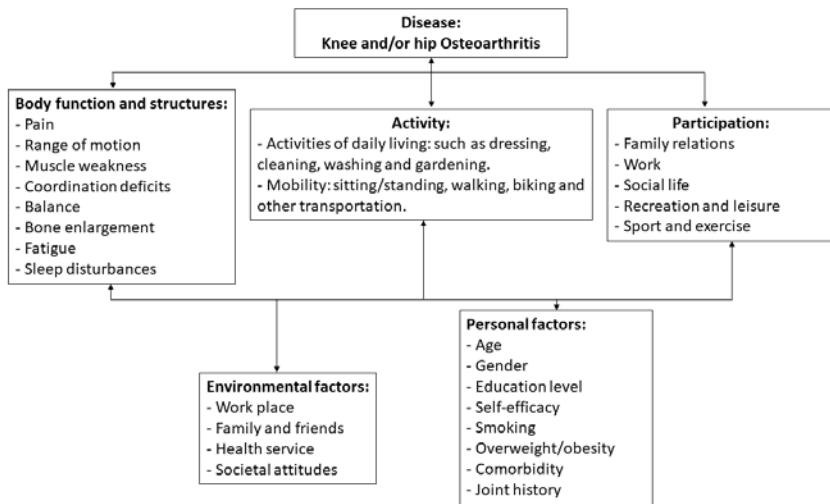 Disease:
Knee and/or hip Osteoarthritis
Body function and structures:
- Pain
- Range of motion
- Muscle weakness
- Coordination deficits
- Balance
- Bone enlargement
- Fatigue
- Sleep disturbances
Activity:
- Activities of daily living: such as dressing,
cleaning, washing and gardening.
- Mobility: sitting/standing, walking, biking and
other transportation.
Participation:
- Family relations
- Work
- Social life
- Recreation and leisure
- Sport and exercise
Environmental factors:
- Work place
- Family and friends
- Health service
- Societal attitudes
Personal factors:
- Age
- Gender
- Education level
- Self-efficacy
- Smoking
- Overweight/obesity
- Comorbidity
- Joint history